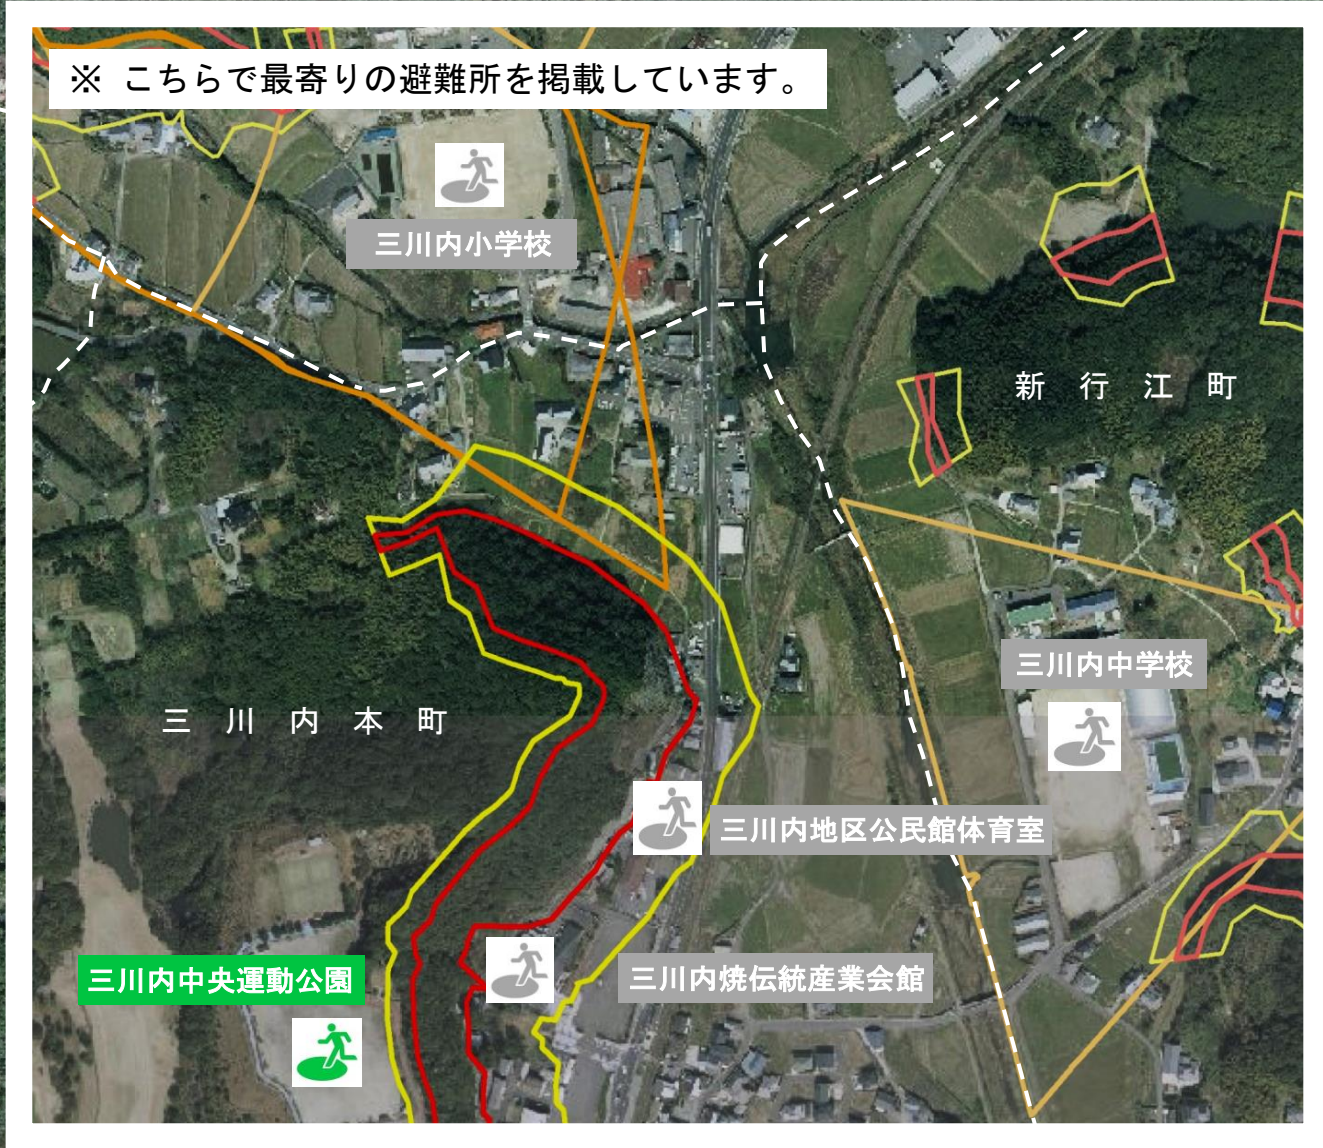 ※ こちらで最寄りの避難所を掲載しています。
三川内小学校
新行江町
三川内中学校
三川内本町
三川内地区公民館体育室
三川内中央運動公園
三川内焼伝統産業会館